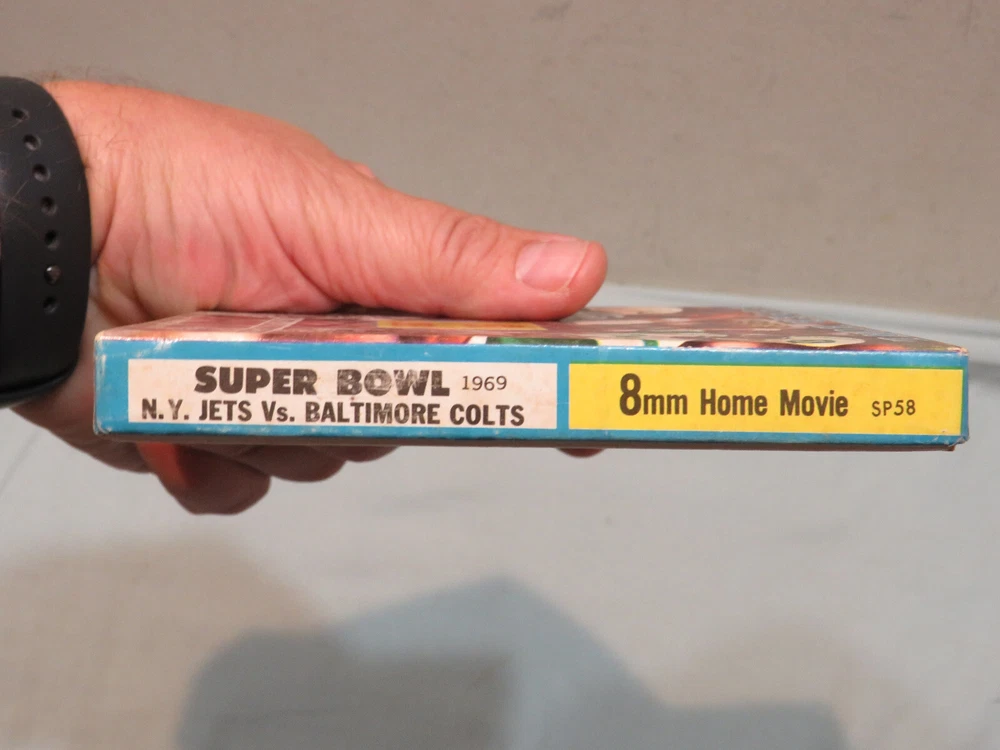 SUPER BOWL 1969
N.Y. JETS Vs. BALTIMORE COLTS
8mm Home Movie SP58